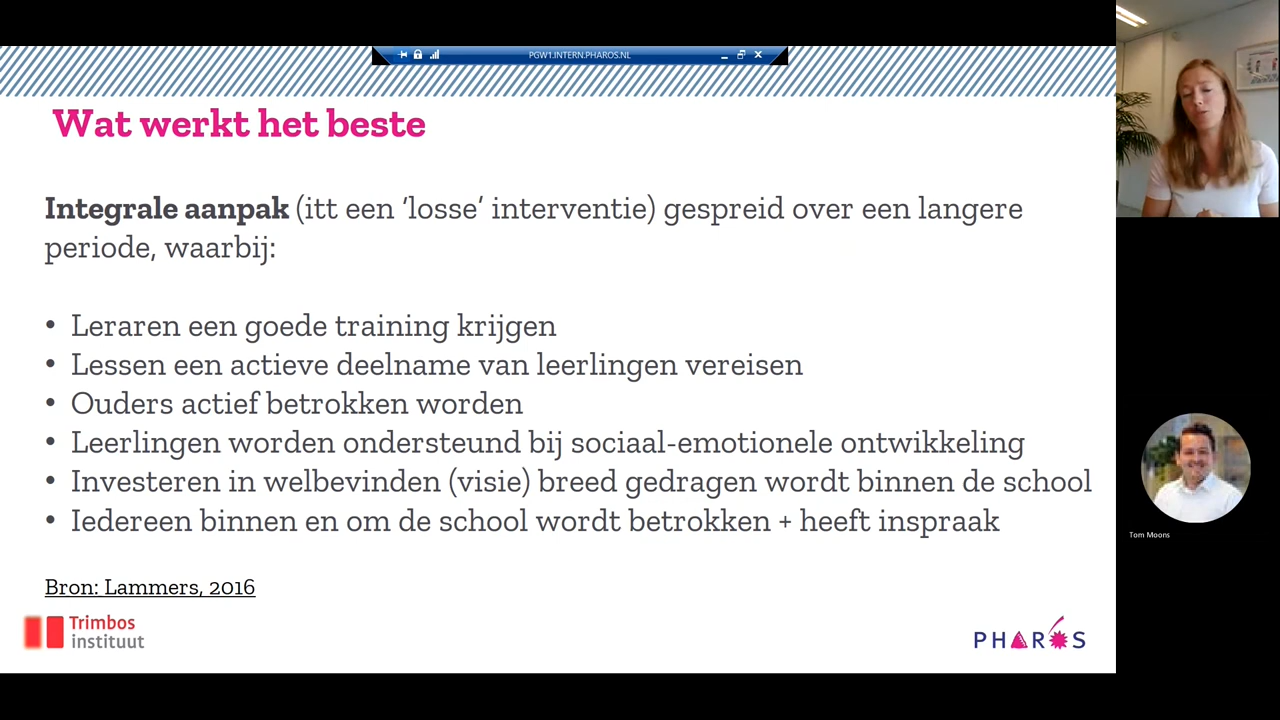 PGW1.INTERN.PHAROS.NL
Wat werkt het beste
Integrale aanpak (itt een ‘losse’ interventie) gespreid over een langere
periode, waarbij:
• Leraren een goede training krijgen
• Lessen een actieve deelname van leerlingen vereisen
• Ouders actief betrokken worden
• Leerlingen worden ondersteund bij sociaal-emotionele ontwikkeling
• Investeren in welbevinden (visie) breed gedragen wordt binnen de school
• Iedereen binnen en om de school wordt betrokken + heeft inspraak
Bron: Lammers, 2016
Trimbos
instituut
PHAROS
Tom Moons